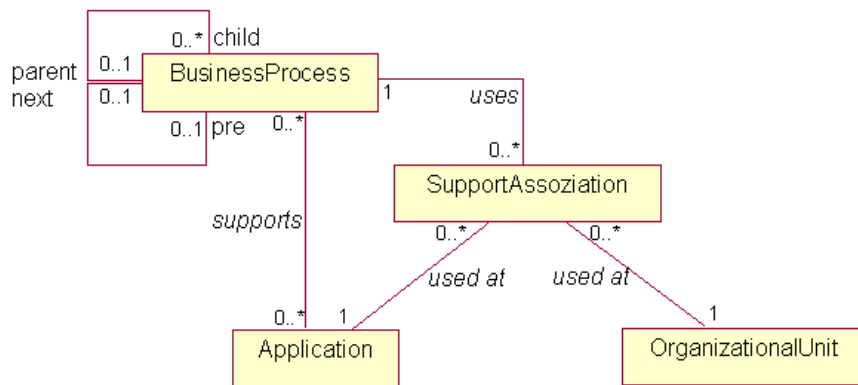 0..* child
parent 0..1
BusinessProcess
next 0..1
1
uses
0..1 pre
0..*
0..*
SupportAssoziation
supports
0..*
0..*
used at
used at
0..*
1
1
Application
OrganizationalUnit